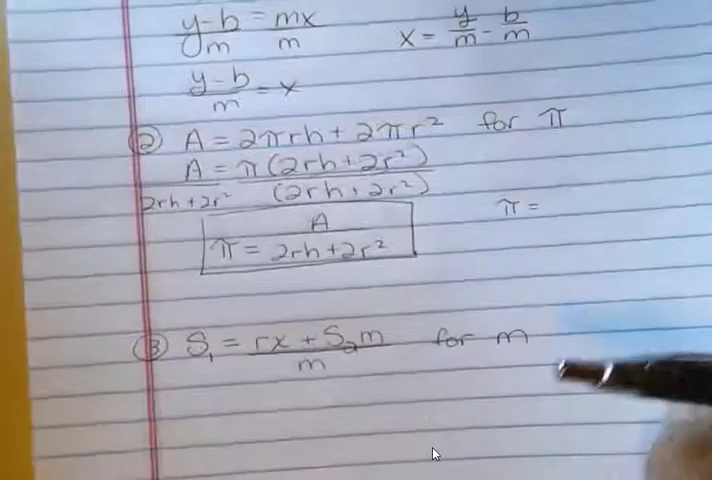 (y-b)/m = mx/m
x = y/m - b/m
(y-b)/m = x
② A = 2πrh + 2πr² for π
A/(2rh+2r²) = π(2rh+2r²)/(2rh+2r²)
π = A/(2rh+2r²)
π =
③ S₁ = (rx + S₂m)/m for m